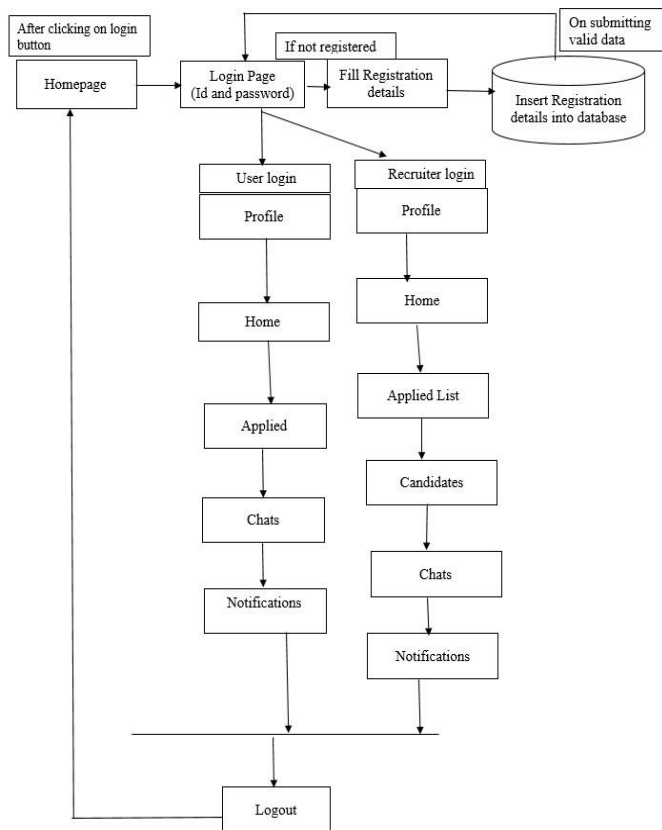 After clicking on login
button
If not registered
On submitting
valid data
Homepage
Login Page
(Id and password)
Fill Registration
details
Insert Registration
details into database
User login
Recruiter login
Profile
Profile
Home
Home
Applied
Applied List
Chats
Candidates
Notifications
Chats
Notifications
Logout